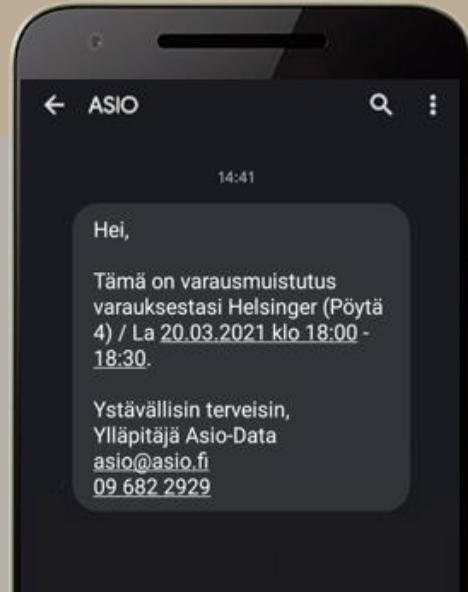 ASIO
14:41
Hei,
Tämä on varausmuistutus
varauksestasi Helsinger (Pöytä
4) / La 20.03.2021 klo 18:00 -
18:30.
Ystävällisin terveisin,
Ylläpitäjä Asio-Data
asio@asio.fi
09 682 2929